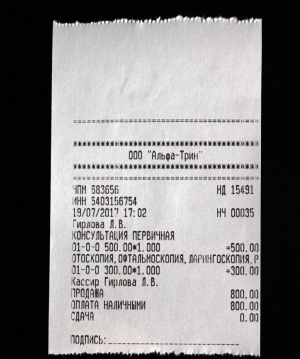 ООО "Альфа-Трин"
ЧПМ 683656 НД 15491
ИНН 5403156754
19/07/2017 17:02 НЧ 00035
Гирлова Л.В.
КОНСУЛЬТАЦИЯ ПЕРВИЧНАЯ
01-0-0 500.00*1.000 =500.00
ОТОСКОПИЯ,ОФТАЛЬМОСКОПИЯ,ЛАРИНГОСКОПИЯ,Р
01-0-0 300.00*1.000 =300.00
Кассир Гирлова Л.В.
ПРОДАЖА 800.00
ОПЛАТА НАЛИЧНЫМИ 800.00
СДАЧА 0.00
ПОДПИСЬ: